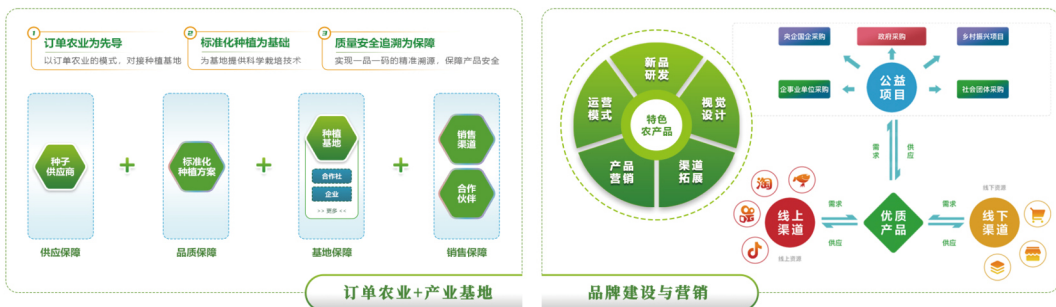 1
订单农业为先导
以订单农业的模式，对接种植基地
2
标准化种植为基础
为基地提供科学栽培技术
3
质量安全追溯为保障
实现一品一码的精准溯源，保障产品安全
种子
供应商
供应保障
+
标准化
种植方案
品质保障
+
种植
基地
合作社
企业
基地保障
+
销售
渠道
合作
伙伴
销售保障
订单农业+产业基地
新品
研发
视觉
设计
渠道
拓展
产品
营销
运营
模式
特色
农产品
央企国企采购
政府采购
乡村振兴项目
企事业单位采购
公益
项目
社会团体采购
需求
供应
淘
线上
渠道
线上资源
需求
供应
优质
产品
需求
供应
线下资源
线下
渠道
品牌建设与营销